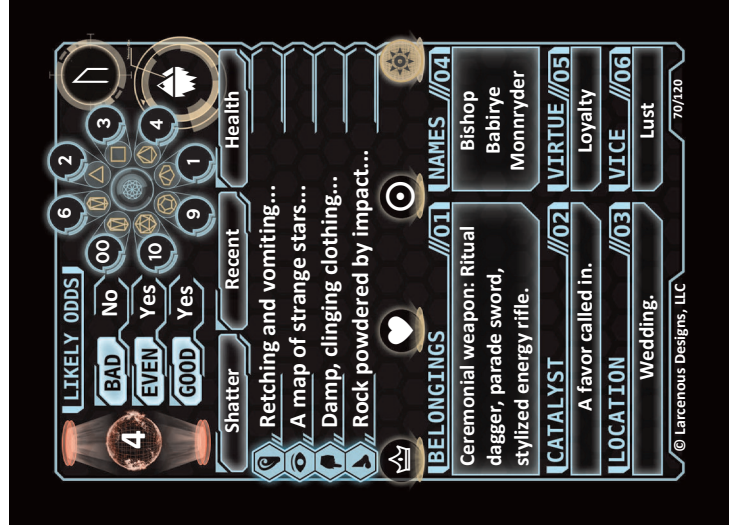 4
LIKELY ODDS
BAD No
EVEN Yes
GOOD Yes
00
6
2
3
4
1
9
10
Shatter Recent Health
Retching and vomiting...
A map of strange stars...
Damp, clinging clothing...
Rock powdered by impact...
BELONGINGS //01
Ceremonial weapon: Ritual
dagger, parade sword,
stylized energy rifle.
CATALYST //02
A favor called in.
LOCATION //03
Wedding.
NAMES //04
Bishop
Babirye
Monnryder
VIRTUE //05
Loyalty
VICE //06
Lust
© Larcenous Designs, LLC
70/120